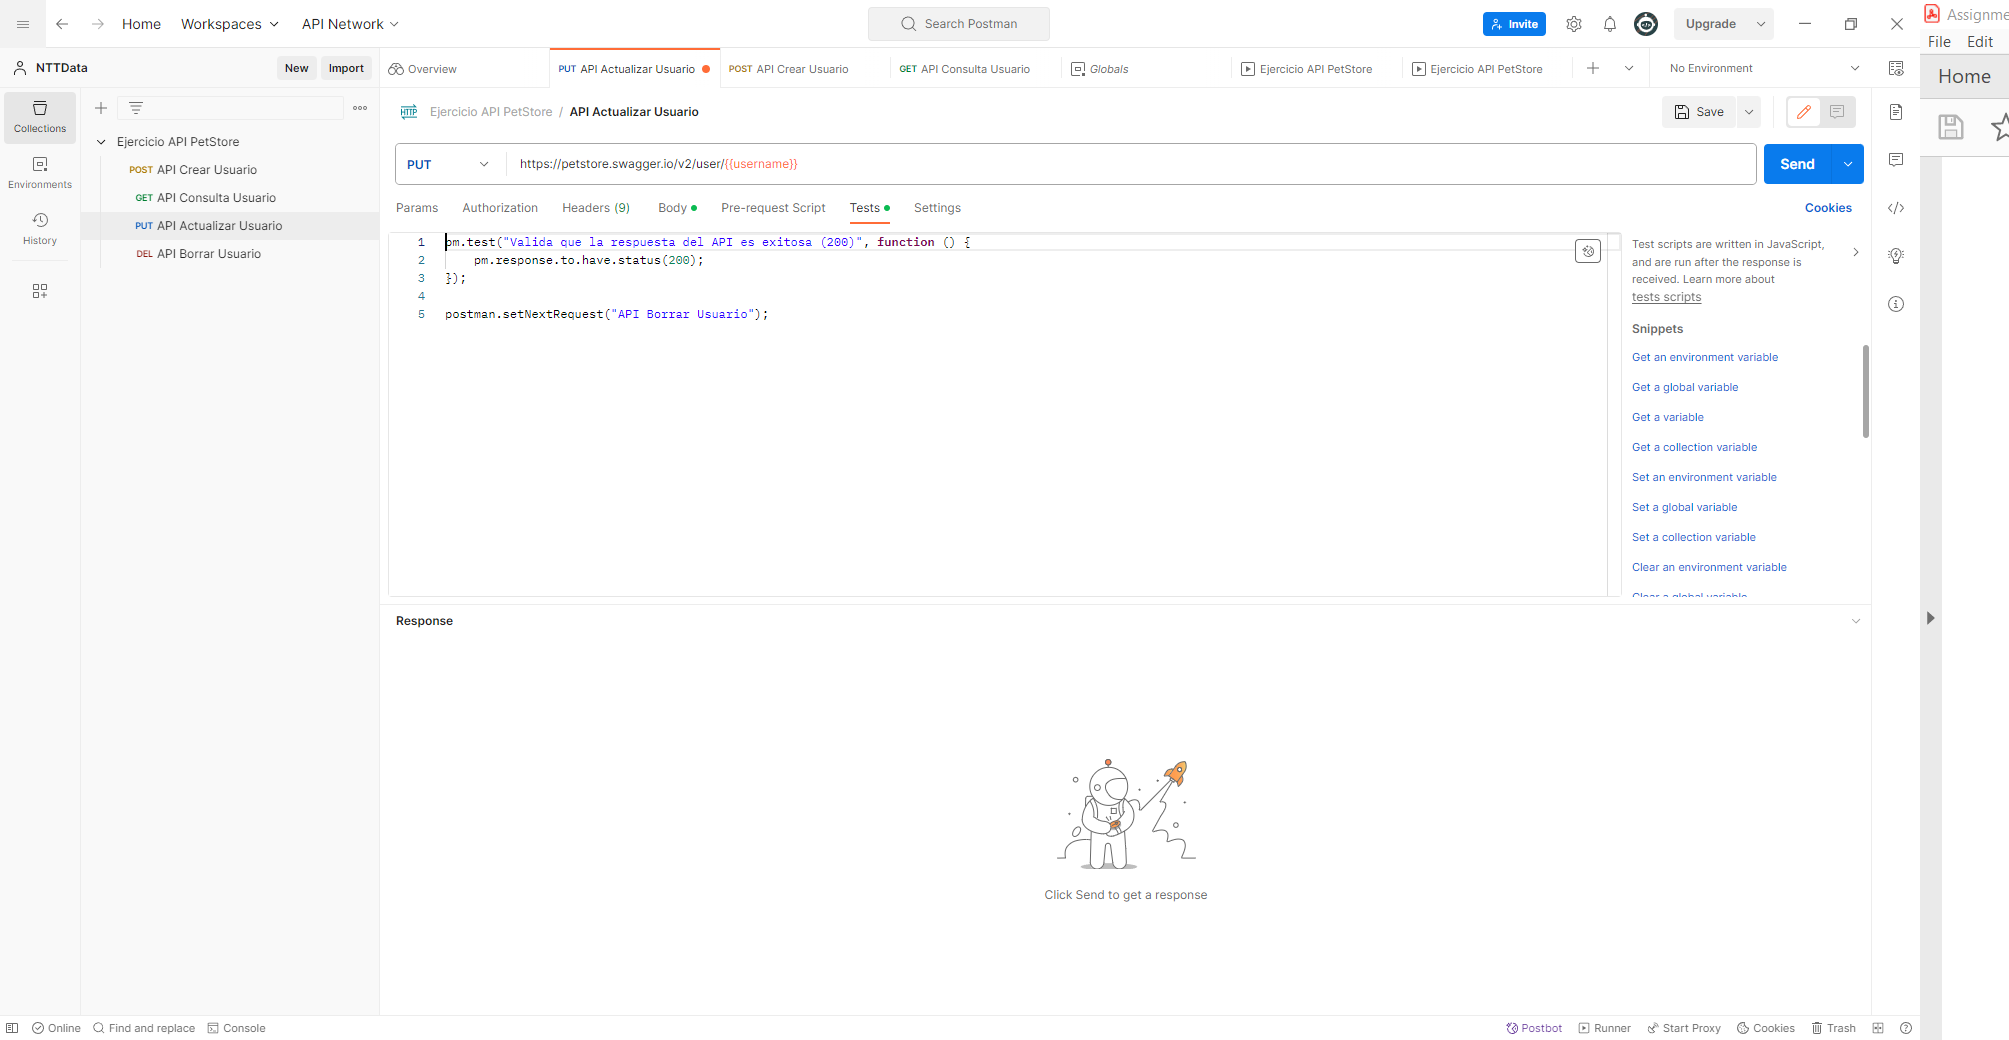 Home Workspaces API Network Search Postman Invite Upgrade
NTTData New Import Overview PUT API Actualizar Usuario POST API Crear Usuario GET API Consulta Usuario Globals Ejercicio API PetStore Ejercicio API PetStore No Environment
Collections
Environments
History
Ejercicio API PetStore
POST API Crear Usuario
GET API Consulta Usuario
PUT API Actualizar Usuario
DEL API Borrar Usuario
HTTP Ejercicio API PetStore / API Actualizar Usuario Save
PUT https://petstore.swagger.io/v2/user/{{username}} Send
Params Authorization Headers (9) Body Pre-request Script Tests Settings Cookies
1 pm.test("Valida que la respuesta del API es exitosa (200)", function () {
2 pm.response.to.have.status(200);
3 });
4
5 postman.setNextRequest("API Borrar Usuario");
Test scripts are written in JavaScript,
and are run after the response is
received. Learn more about
tests scripts
Snippets
Get an environment variable
Get a global variable
Get a variable
Get a collection variable
Set an environment variable
Set a global variable
Set a collection variable
Clear an environment variable
Clear a global variable
Response
Click Send to get a response
Online Find and replace Console Postbot Runner Start Proxy Cookies Trash
Assignme
File Edit
Home